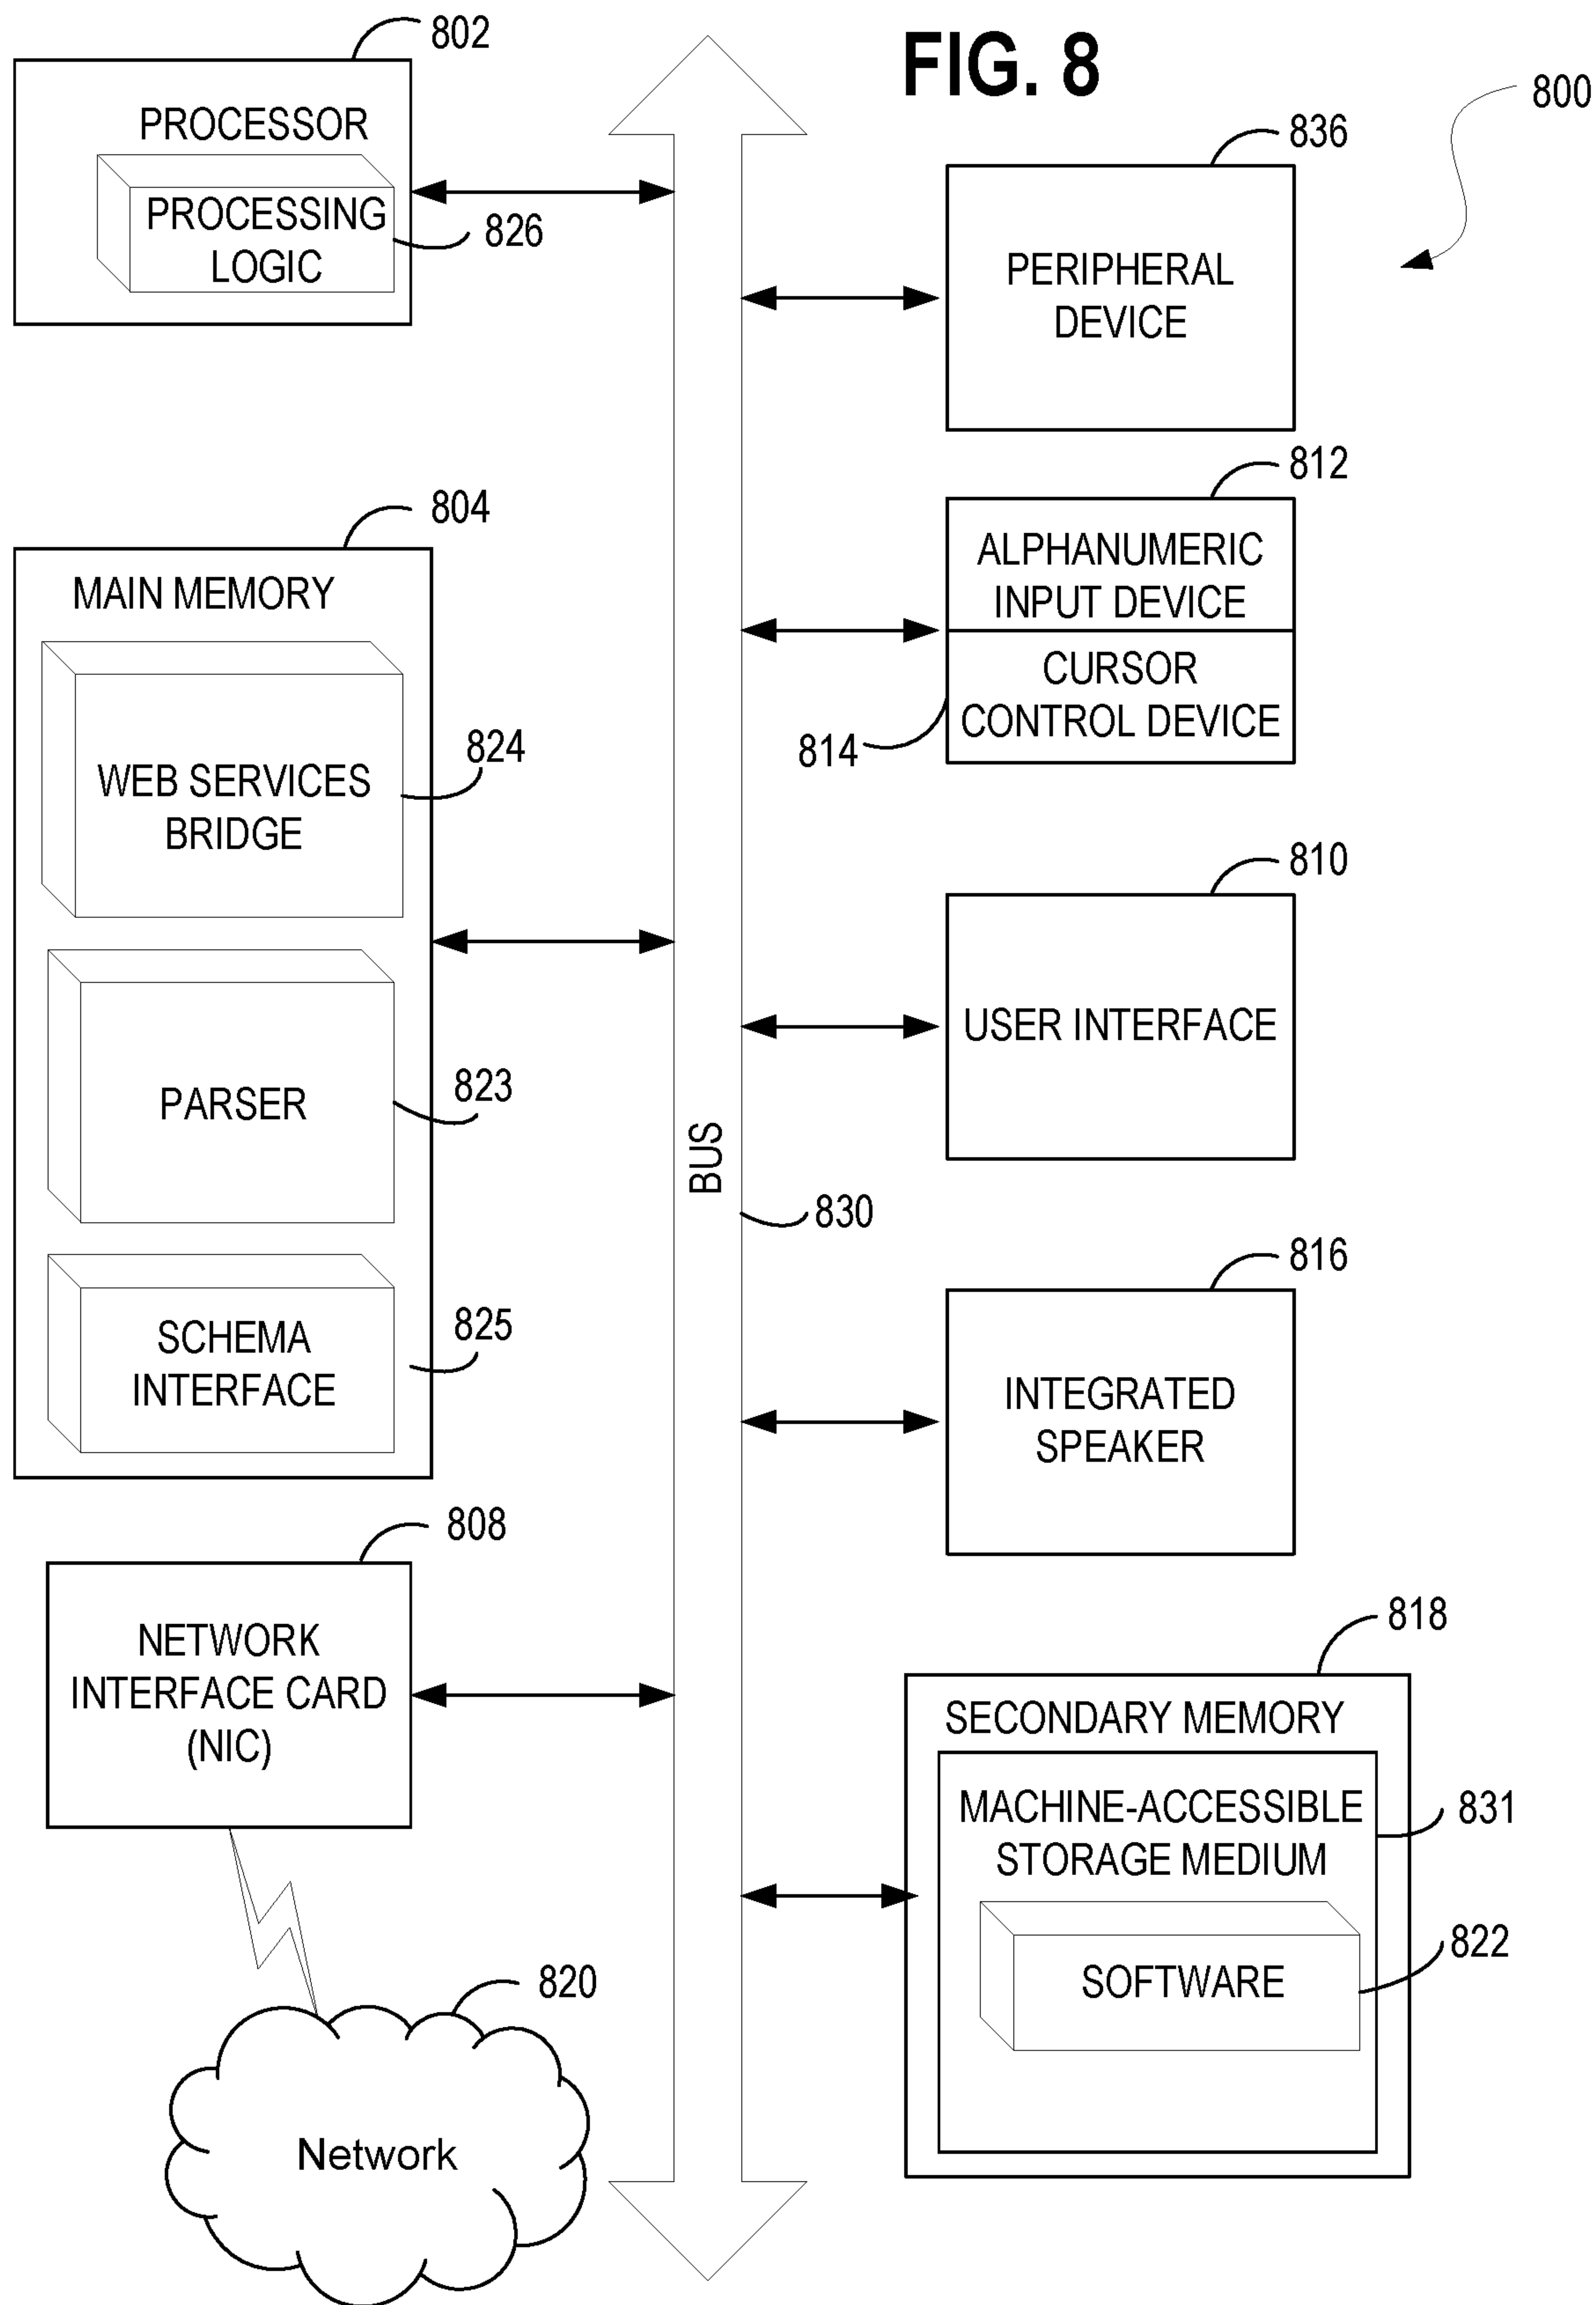 FIG. 8
800
802
PROCESSOR
PROCESSING
LOGIC
826
804
MAIN MEMORY
WEB SERVICES
BRIDGE
824
PARSER
823
SCHEMA
INTERFACE
825
808
NETWORK
INTERFACE CARD
(NIC)
820
Network
BUS
830
836
PERIPHERAL
DEVICE
812
ALPHANUMERIC
INPUT DEVICE
CURSOR
CONTROL DEVICE
814
810
USER INTERFACE
816
INTEGRATED
SPEAKER
818
SECONDARY MEMORY
MACHINE-ACCESSIBLE
STORAGE MEDIUM
831
SOFTWARE
822